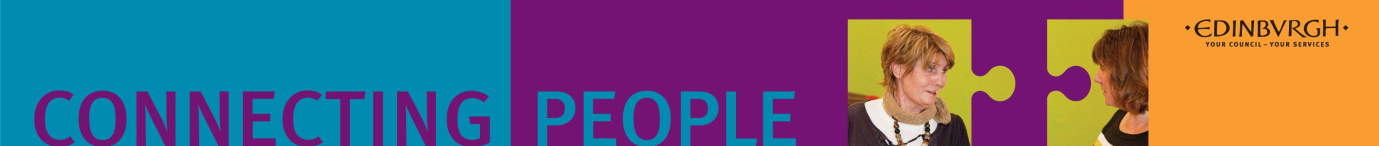 CONNECTING PEOPLE
EDINBVRGH
YOUR COUNCIL – YOUR SERVICES